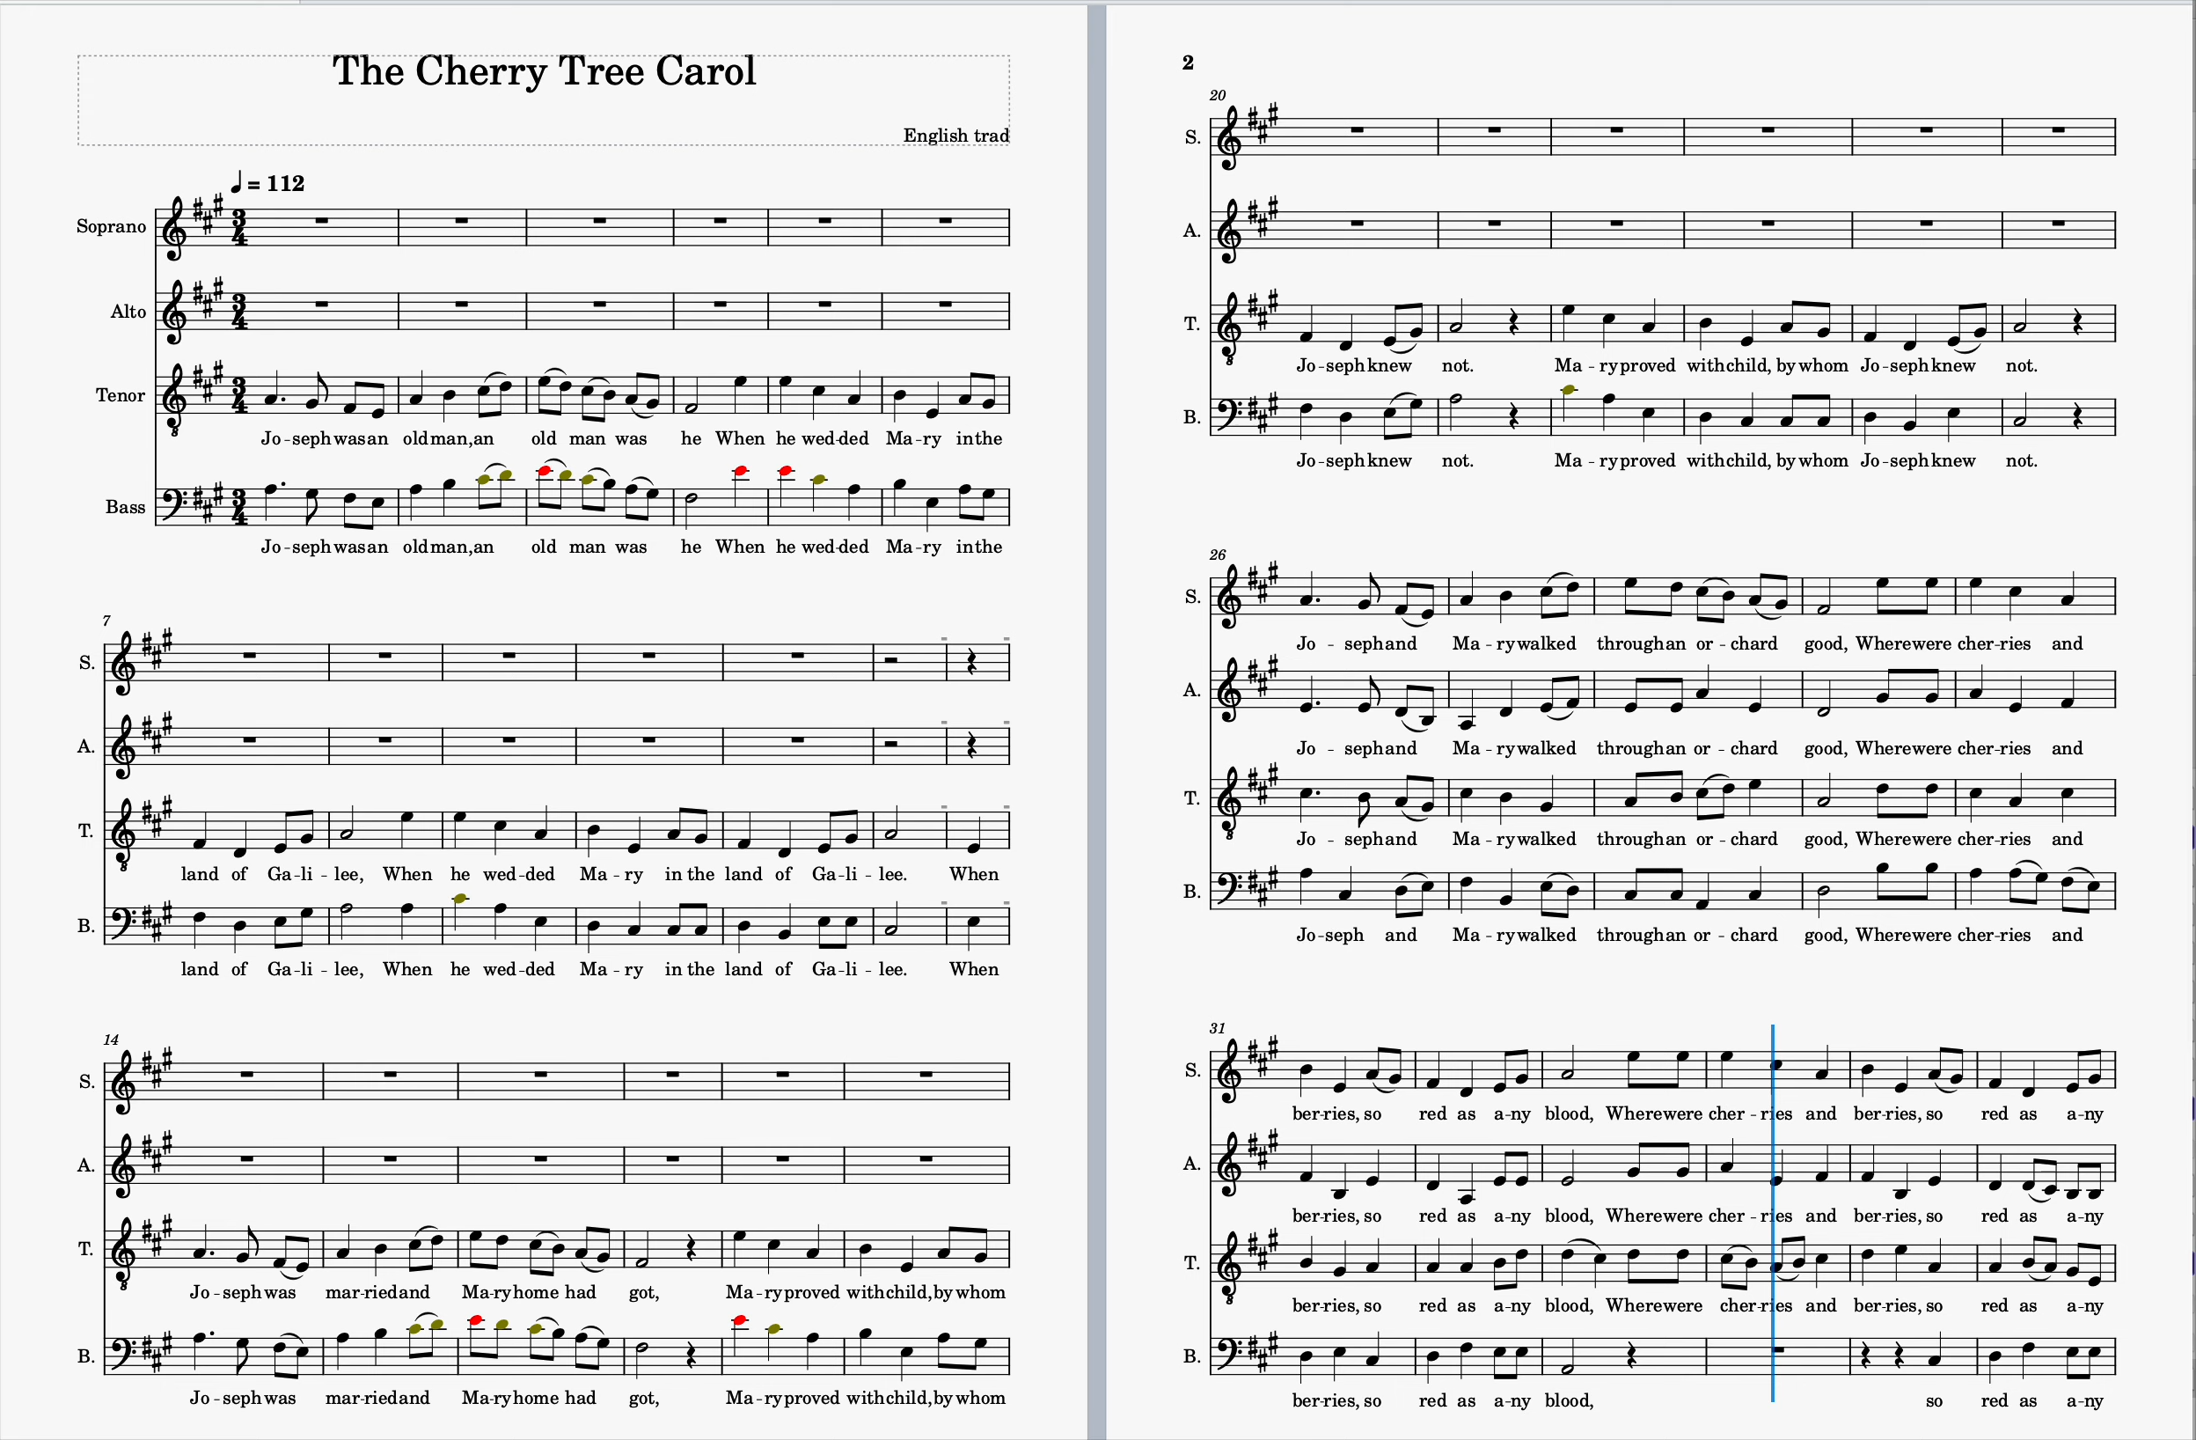 The Cherry Tree Carol
English trad
= 112
Soprano
Alto
Tenor
Jo - seph was an old man, an old man was he When he wed - ded Ma - ry in the
Bass
Jo - seph was an old man, an old man was he When he wed - ded Ma - ry in the
7
S.
A.
T.
land of Ga - li - lee, When he wed - ded Ma - ry in the land of Ga - li - lee. When
B.
land of Ga - li - lee, When he wed - ded Ma - ry in the land of Ga - li - lee. When
14
S.
A.
T.
Jo - seph was mar - ried and Ma - ry home had got, Ma - ry proved with child, by whom
B.
Jo - seph was mar - ried and Ma - ry home had got, Ma - ry proved with child, by whom
2
20
S.
A.
T.
Jo - seph knew not. Ma - ry proved with child, by whom Jo - seph knew not.
B.
Jo - seph knew not. Ma - ry proved with child, by whom Jo - seph knew not.
26
S.
Jo - seph and Ma - ry walked through an or - chard good, Where were cher - ries and
A.
Jo - seph and Ma - ry walked through an or - chard good, Where were cher - ries and
T.
Jo - seph and Ma - ry walked through an or - chard good, Where were cher - ries and
B.
Jo - seph and Ma - ry walked through an or - chard good, Where were cher - ries and
31
S.
ber - ries, so red as a - ny blood, Where were cher - ries and ber - ries, so red as a - ny
A.
ber - ries, so red as a - ny blood, Where were cher - ries and ber - ries, so red as a - ny
T.
ber - ries, so red as a - ny blood, Where were cher - ries and ber - ries, so red as a - ny
B.
ber - ries, so red as a - ny blood, so red as a - ny